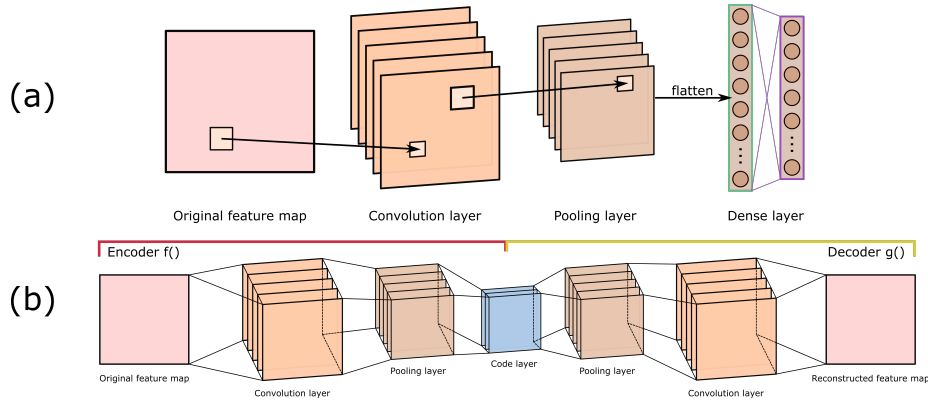 (a)
flatten
Original feature map
Convolution layer
Pooling layer
Dense layer
(b)
Encoder f()
Decoder g()
Original feature map
Convolution layer
Pooling layer
Code layer
Pooling layer
Convolution layer
Reconstructed feature map